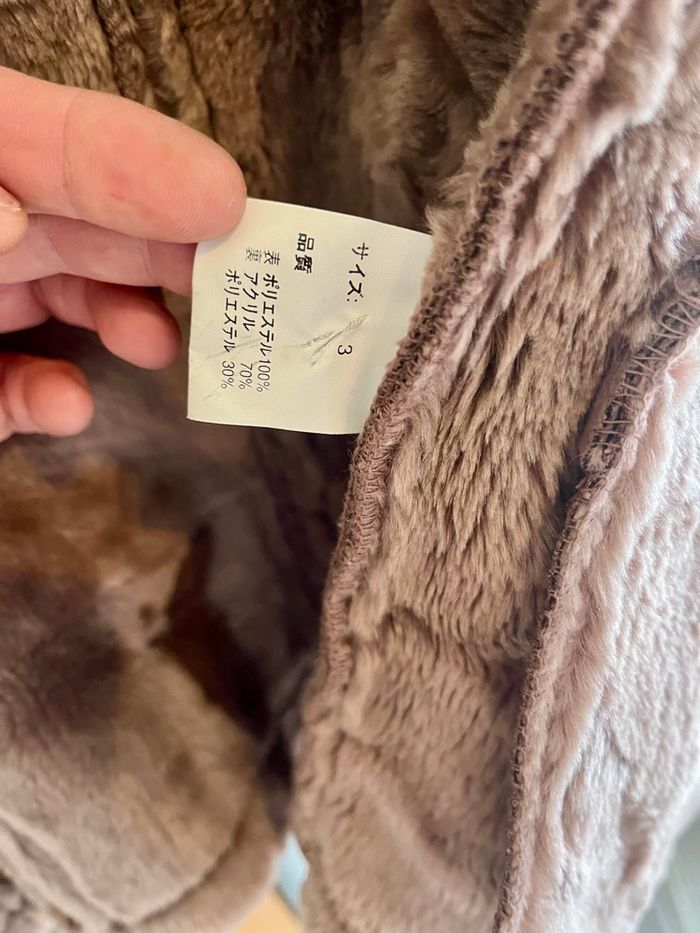 サイズ: 3
品質
表 ポリエステル100%
裏 アクリル 70%
ポリエステル 30%